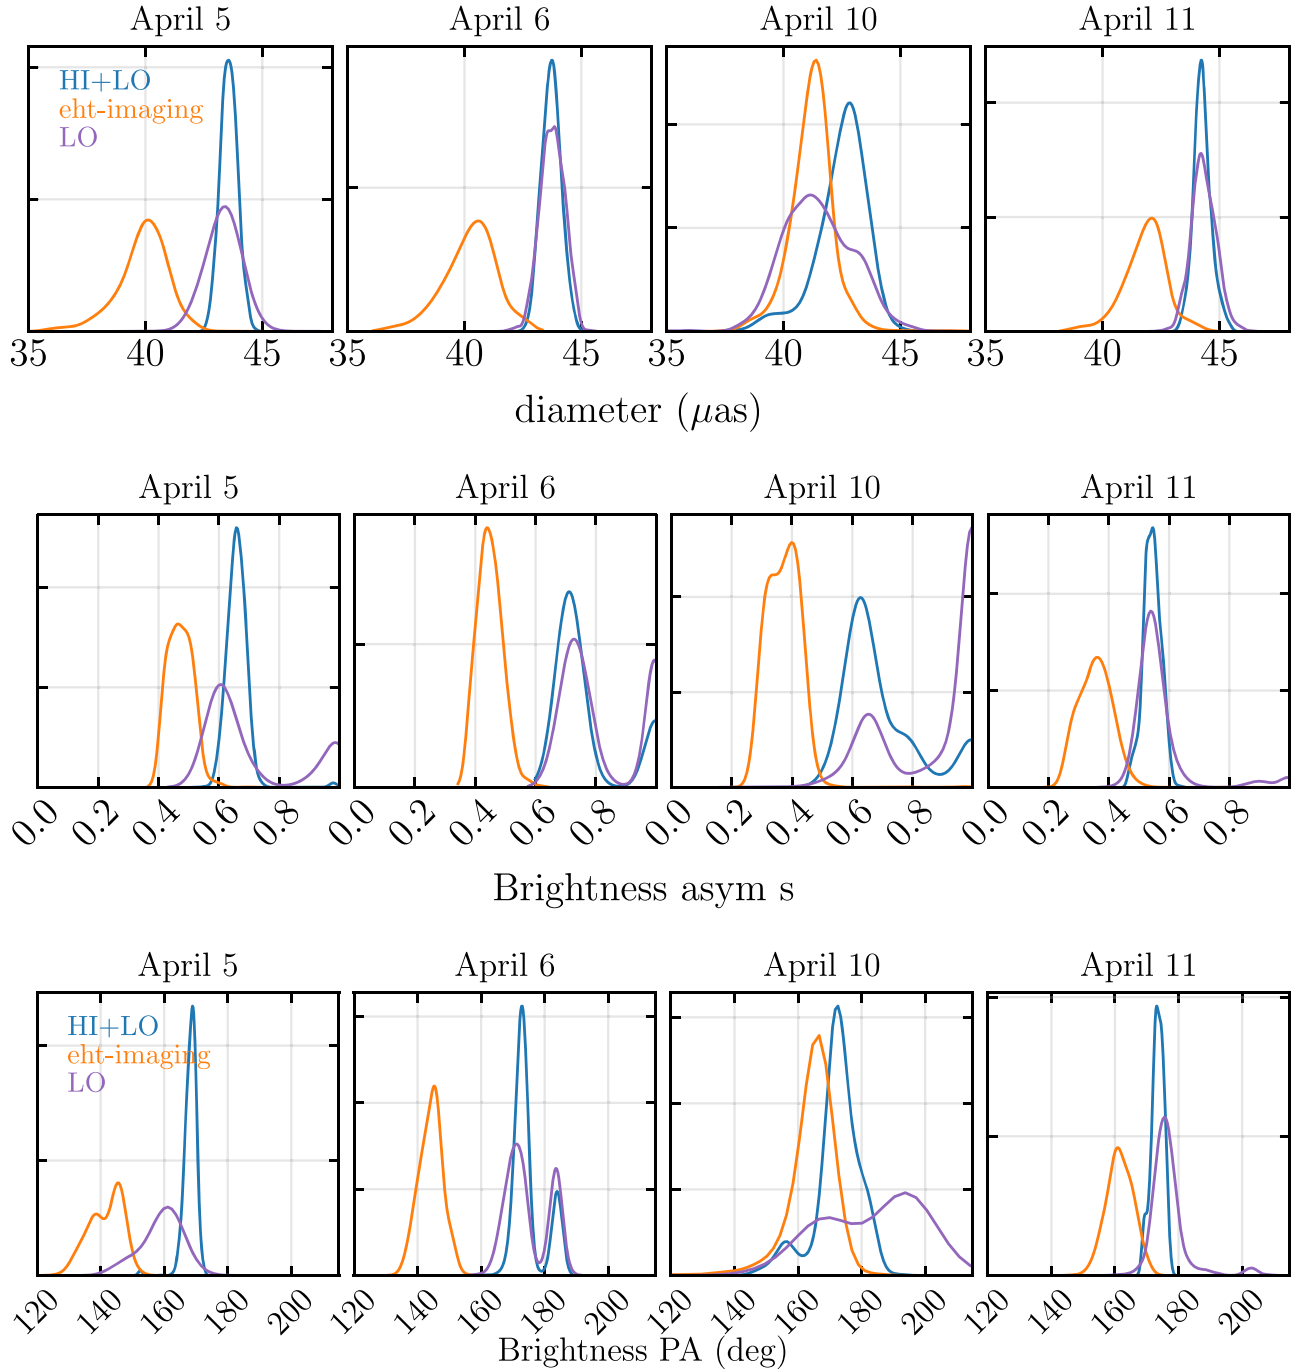 April 5 April 6 April 10 April 11
HI+LO
eht-imaging
LO
35 40 45 35 40 45 35 40 45 35 40 45
diameter (μas)
April 5 April 6 April 10 April 11
0.0 0.2 0.4 0.6 0.8 0.0 0.2 0.4 0.6 0.8 0.0 0.2 0.4 0.6 0.8 0.0 0.2 0.4 0.6 0.8
Brightness asym s
April 5 April 6 April 10 April 11
HI+LO
eht-imaging
LO
120 140 160 180 200 120 140 160 180 200 120 140 160 180 200 120 140 160 180 200
Brightness PA (deg)